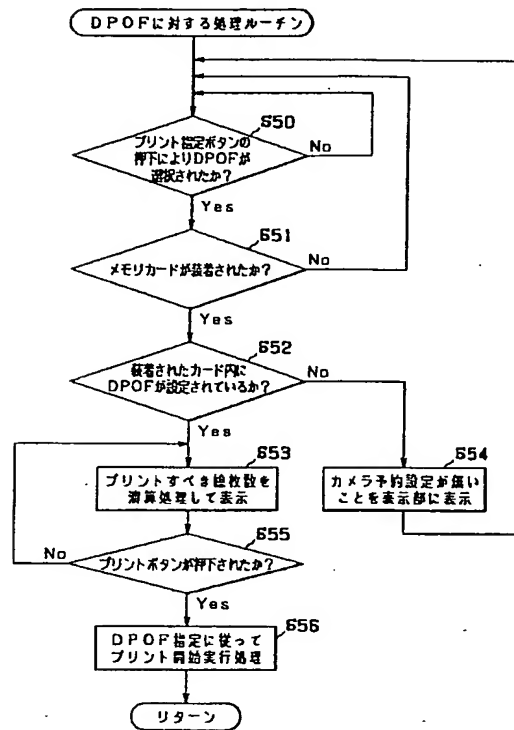 DPOFに対する処理ルーチン
S50
プリント指定ボタンの
押下によりDPOFが
選択されたか?
No
Yes
S51
メモリカードが装着されたか?
No
Yes
S52
装着されたカード内に
DPOFが設定されているか?
No
Yes
S53
プリントすべき総枚数を
演算処理して表示
S54
カメラ予約設定が無い
ことを表示部に表示
S55
プリントボタンが押下されたか?
No
Yes
S56
DPOF指定に従って
プリント開始実行処理
リターン